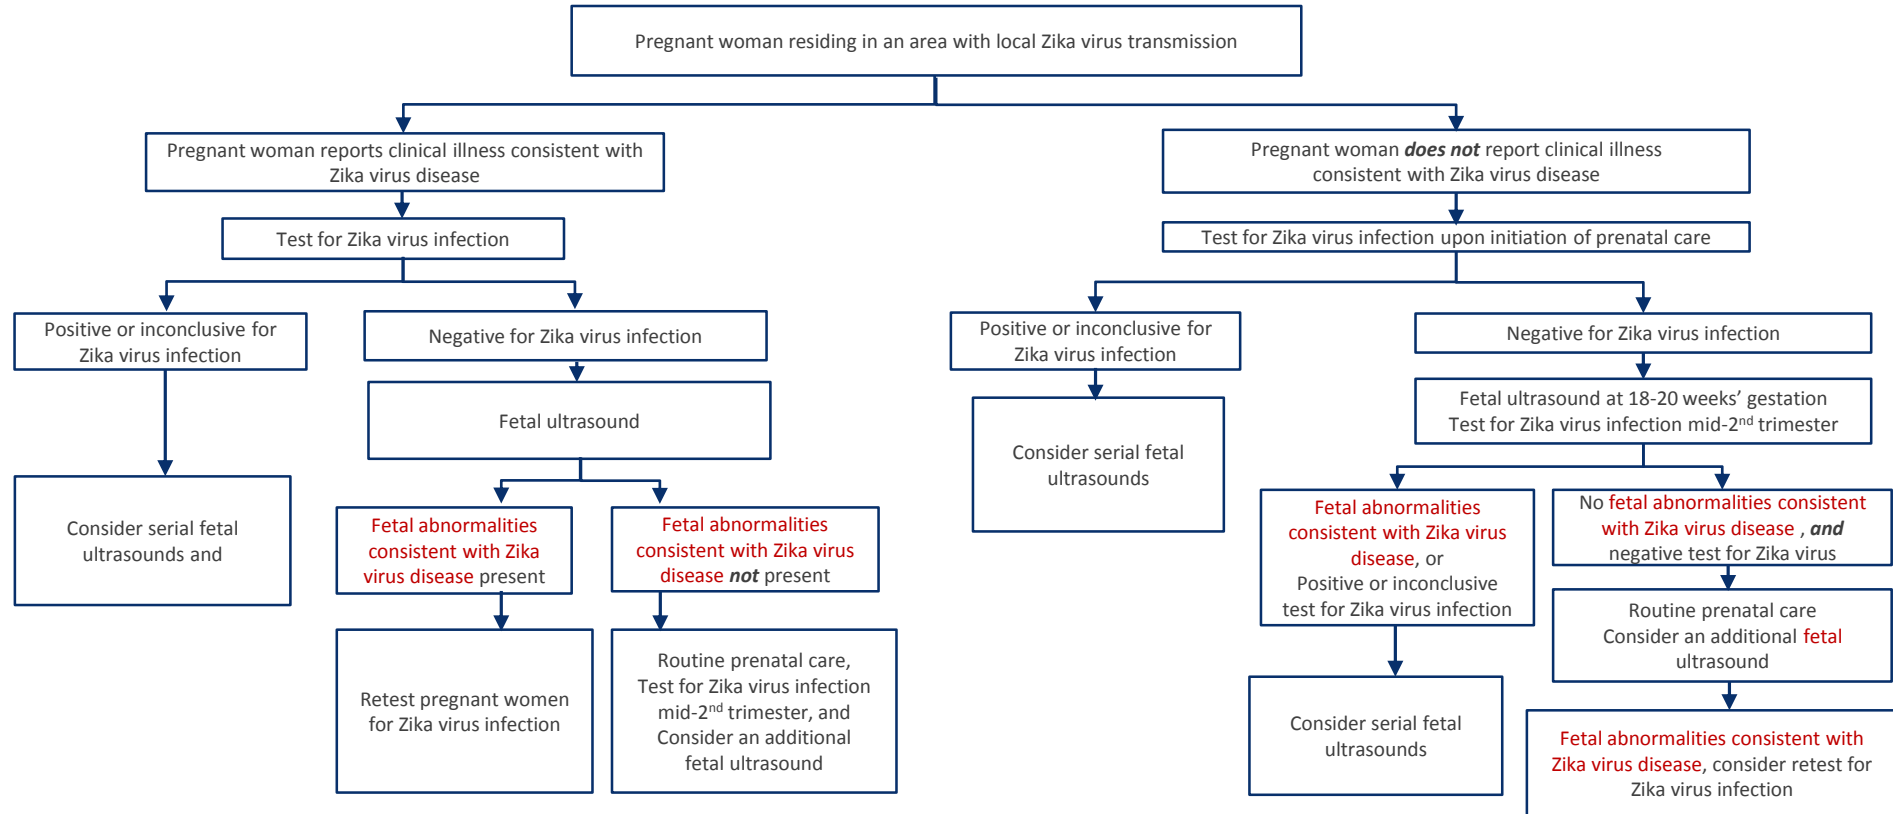 Pregnant woman residing in an area with local Zika virus transmission
Pregnant woman reports clinical illness consistent with
Zika virus disease
Pregnant woman does not report clinical illness
consistent with Zika virus disease
Test for Zika virus infection
Test for Zika virus infection upon initiation of prenatal care
Positive or inconclusive for
Zika virus infection
Negative for Zika virus infection
Positive or inconclusive for
Zika virus infection
Negative for Zika virus infection
Fetal ultrasound
Fetal ultrasound at 18-20 weeks’ gestation
Test for Zika virus infection mid-2nd trimester
Consider serial fetal
ultrasounds and
Fetal abnormalities
consistent with Zika
virus disease present
Fetal abnormalities
consistent with Zika virus
disease not present
Consider serial fetal
ultrasounds
Fetal abnormalities
consistent with Zika virus
disease, or
Positive or inconclusive
test for Zika virus infection
No fetal abnormalities consistent
with Zika virus disease , and
negative test for Zika virus
Retest pregnant women
for Zika virus infection
Routine prenatal care,
Test for Zika virus infection
mid-2nd trimester, and
Consider an additional
fetal ultrasound
Routine prenatal care
Consider an additional fetal
ultrasound
Consider serial fetal
ultrasounds
Fetal abnormalities consistent with
Zika virus disease, consider retest for
Zika virus infection